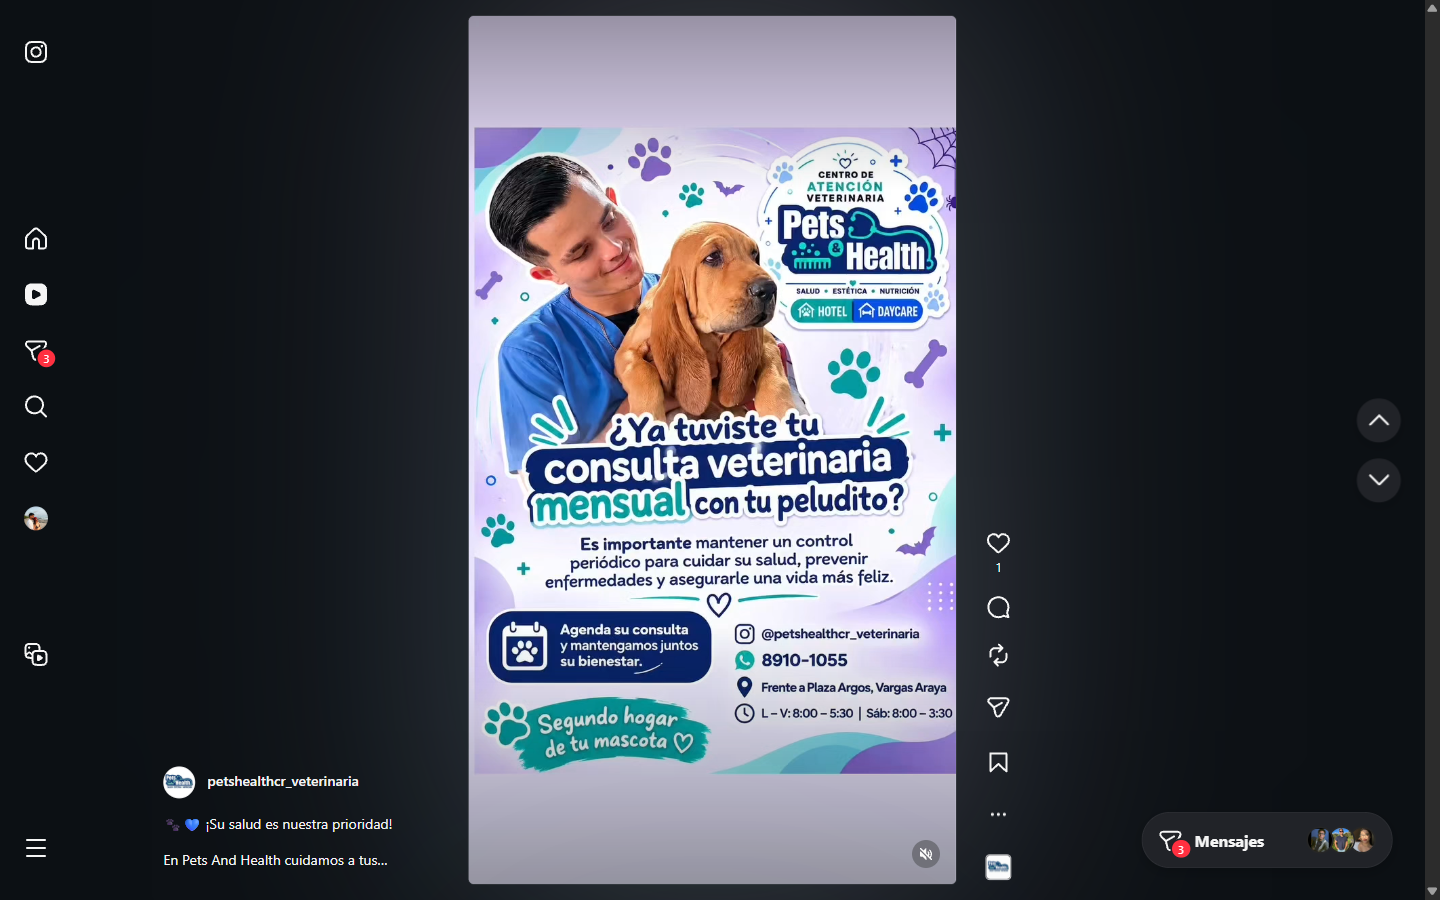 CENTRO DE
ATENCIÓN
VETERINARIA
Pets
&
Health
SALUD • ESTÉTICA • NUTRICIÓN
HOTEL DAYCARE
¿Ya tuviste tu
consulta veterinaria
mensual con tu peludito?
Es importante mantener un control
periódico para cuidar su salud, prevenir
enfermedades y asegurarle una vida más feliz.
Agenda su consulta
y mantengamos juntos
su bienestar.
@petshealthcr_veterinaria
8910-1055
Frente a Plaza Argos, Vargas Araya
L – V: 8:00 – 5:30 | Sáb: 8:00 – 3:30
Segundo hogar
de tu mascota
3
1
petshealthcr_veterinaria
🐾 💙 ¡Su salud es nuestra prioridad!
En Pets And Health cuidamos a tus...
3 Mensajes